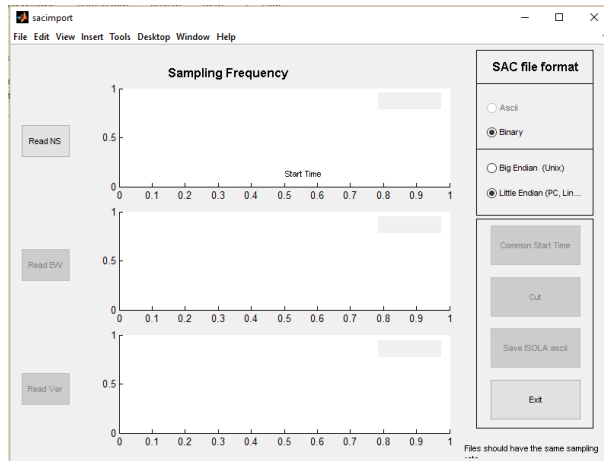 sacimport
File Edit View Insert Tools Desktop Window Help
Sampling Frequency
SAC file format
Ascii
Binary
Big Endian (Unix)
Little Endian (PC, Lin...
Read NS
1
0.5
0
Start Time
0 0.1 0.2 0.3 0.4 0.5 0.6 0.7 0.8 0.9 1
Read EW
1
0.5
0
0 0.1 0.2 0.3 0.4 0.5 0.6 0.7 0.8 0.9 1
Read Ver
1
0.5
0
0 0.1 0.2 0.3 0.4 0.5 0.6 0.7 0.8 0.9 1
Common Start Time
Cut
Save ISOLA ascii
Exit
Files should have the same sampling